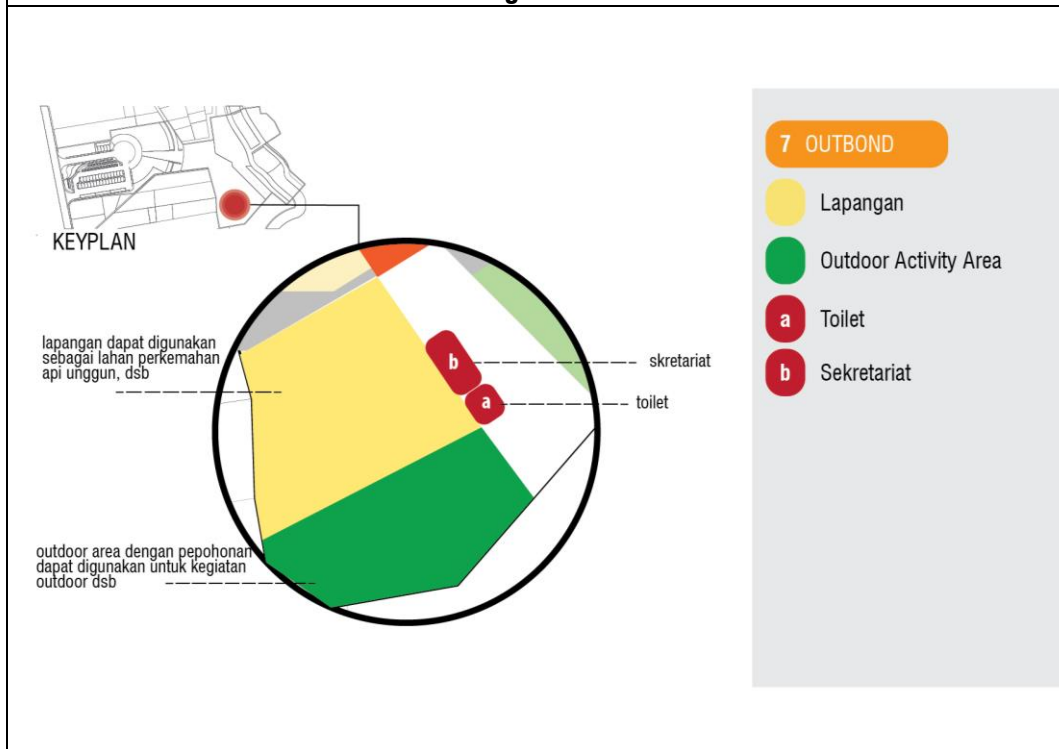 KEYPLAN
lapangan dapat digunakan
sebagai lahan perkemahan
api unggun, dsb
b
a
skretariat
toilet
outdoor area dengan pepohonan
dapat digunakan untuk kegiatan
outdoor dsb
7 OUTBOND
Lapangan
Outdoor Activity Area
a Toilet
b Sekretariat